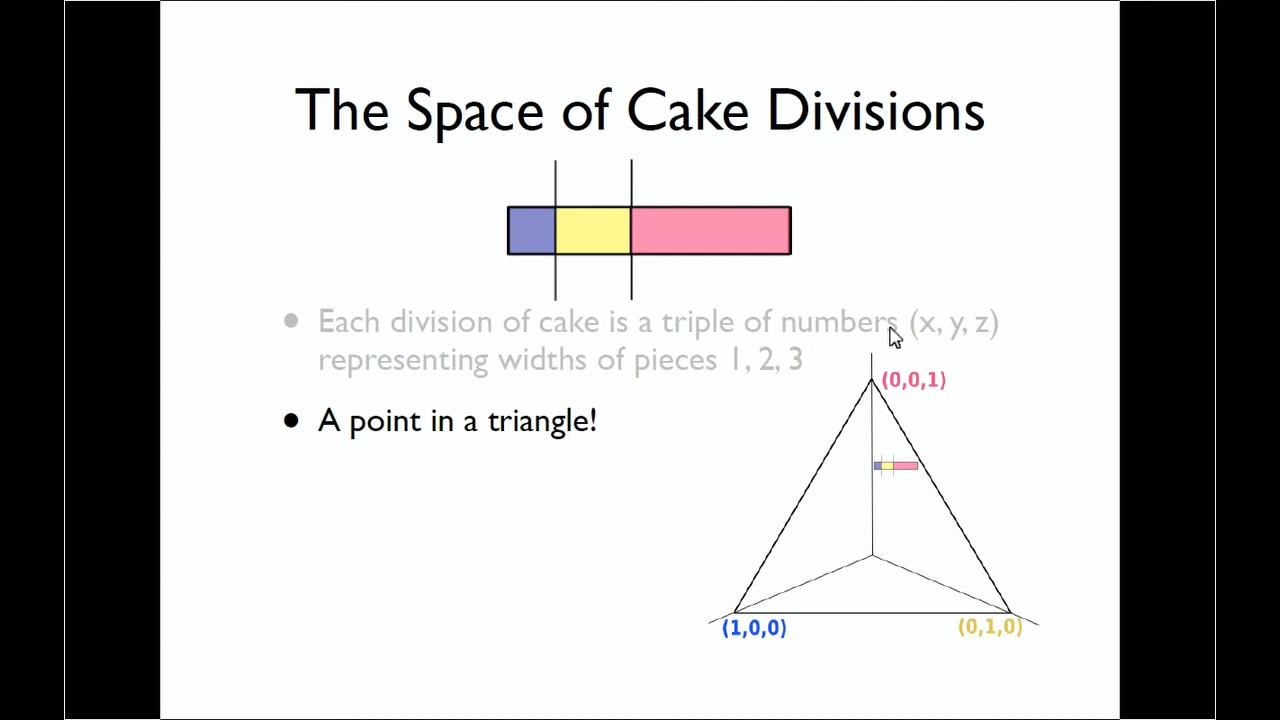 The Space of Cake Divisions
● Each division of cake is a triple of numbers (x, y, z)
representing widths of pieces 1, 2, 3
(0,0,1)
● A point in a triangle!
(1,0,0)
(0,1,0)